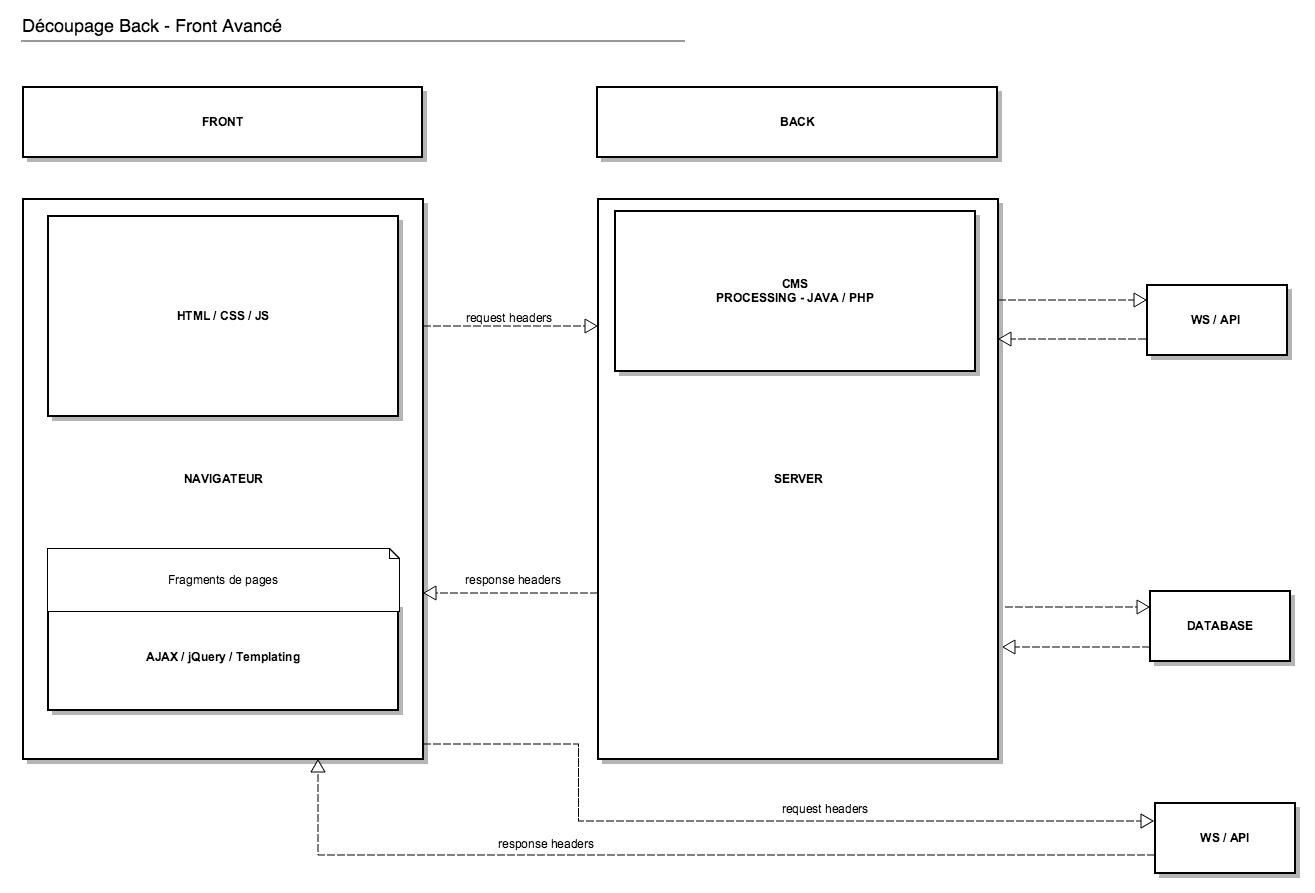 Découpage Back - Front Avancé
FRONT
BACK
HTML / CSS / JS
request headers
CMS
PROCESSING - JAVA / PHP
WS / API
NAVIGATEUR
SERVER
Fragments de pages
response headers
AJAX / jQuery / Templating
DATABASE
request headers
response headers
WS / API